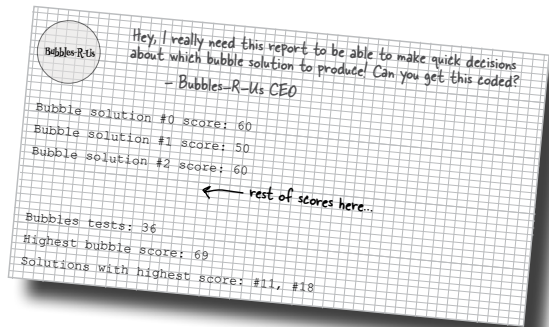 Bubbles-R-Us
Hey, I really need this report to be able to make quick decisions
about which bubble solution to produce! Can you get this coded?
– Bubbles-R-Us CEO
Bubble solution #0 score: 60
Bubble solution #1 score: 50
Bubble solution #2 score: 60
rest of scores here...
Bubbles tests: 36
Highest bubble score: 69
Solutions with highest score: #11, #18